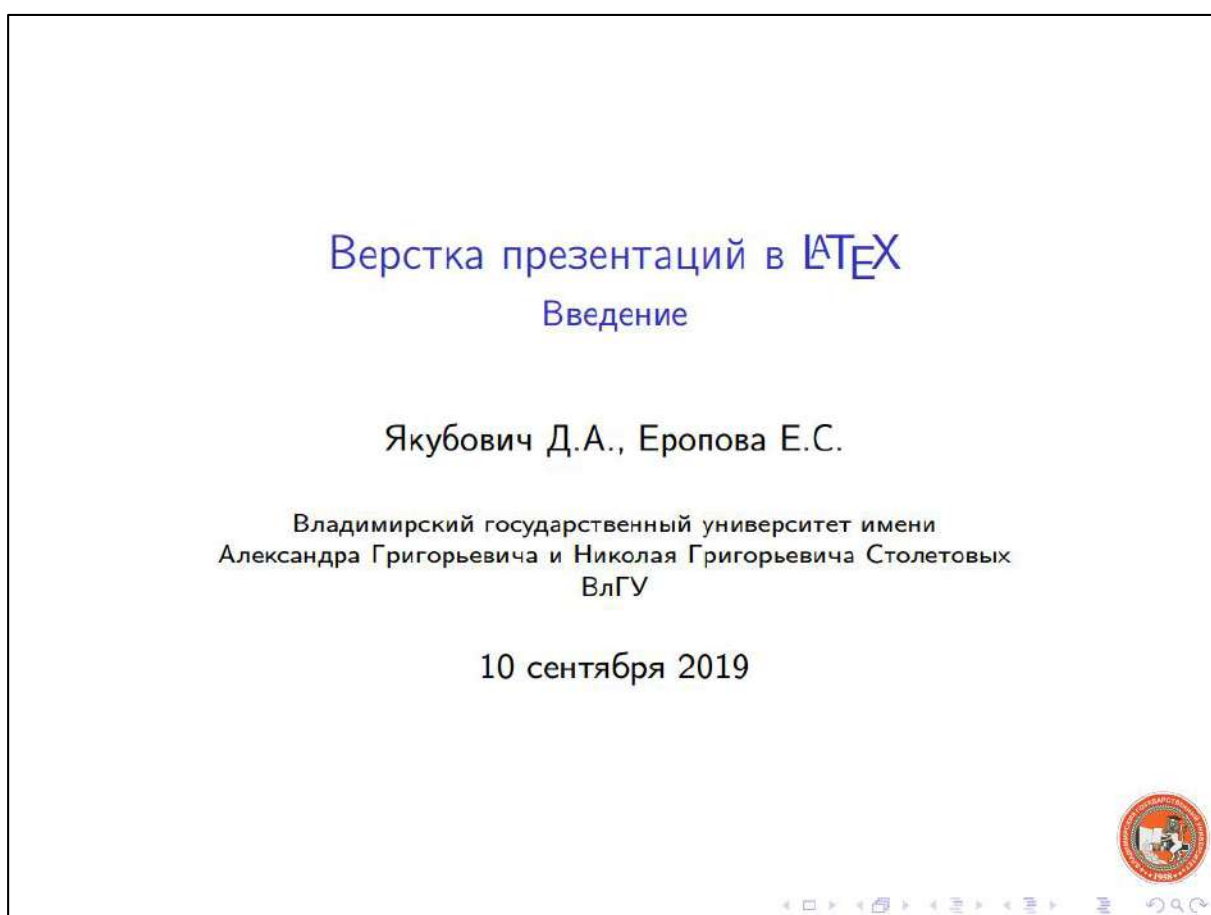 Верстка презентаций в LATEX
Введение
Якубович Д.А., Еропова Е.С.
Владимирский государственный университет имени
Александра Григорьевича и Николая Григорьевича Столетовых
ВлГУ
10 сентября 2019
1958